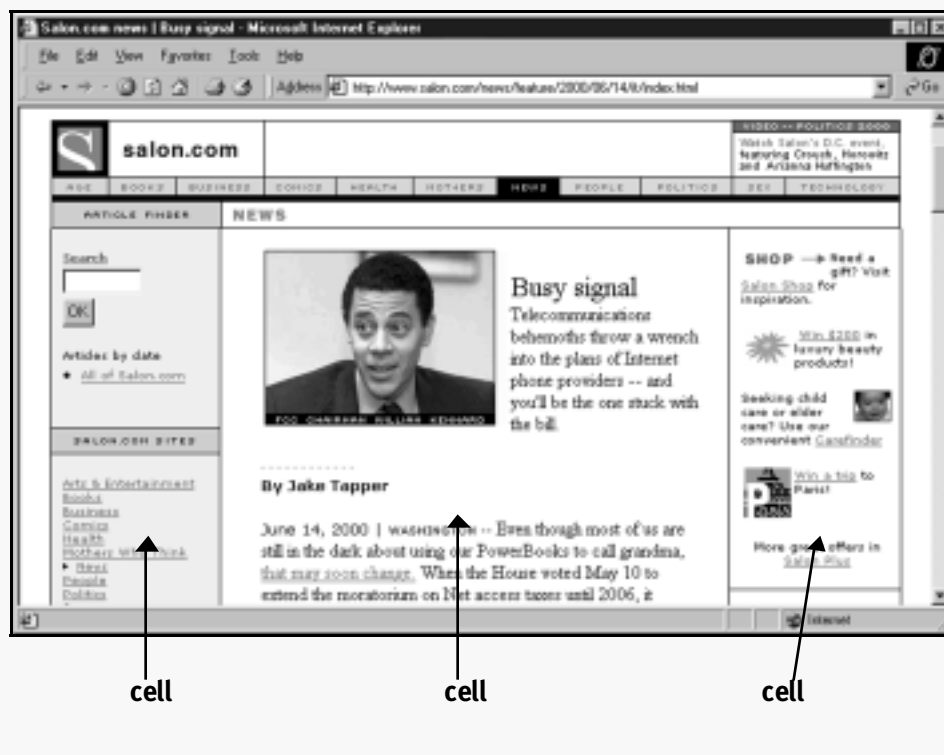 Salon.com news | Busy signal - Microsoft Internet Explorer
File Edit View Favorites Tools Help
Address http://www.salon.com/news/feature/2000/06/14/it/index.html Go
S salon.com
VIDEO -- POLITICS 2000
Watch Salon's D.C. event,
featuring Crouch, Horowitz
and Arianna Huffington
AGE BOOKS BUSINESS COMICS HEALTH MOTHERS NEWS PEOPLE POLITICS SEX TECHNOLOGY
ARTICLE FINDER
NEWS
Search
OK
Articles by date
All of Salon.com
SALON.COM SITES
Arts & Entertainment
Books
Business
Comics
Health
Mothers Who Think
News
People
Politics
FCC CHAIRMAN WILLIAM KENNARD
Busy signal
Telecommunications
behemoths throw a wrench
into the plans of Internet
phone providers -- and
you'll be the one stuck with
the bill.
By Jake Tapper
June 14, 2000 | WASHINGTON -- Even though most of us are
still in the dark about using our PowerBooks to call grandma,
that may soon change. When the House voted May 10 to
extend the moratorium on Net access taxes until 2006, it
SHOP Need a
gift? Visit
Salon Shop for
inspiration.
Win $200 in
luxury beauty
products!
Seeking child
care or elder
care? Use our
convenient Carefinder
Win a trip to
Paris!
More great offers in
Salon Plus
Internet
cell cell cell